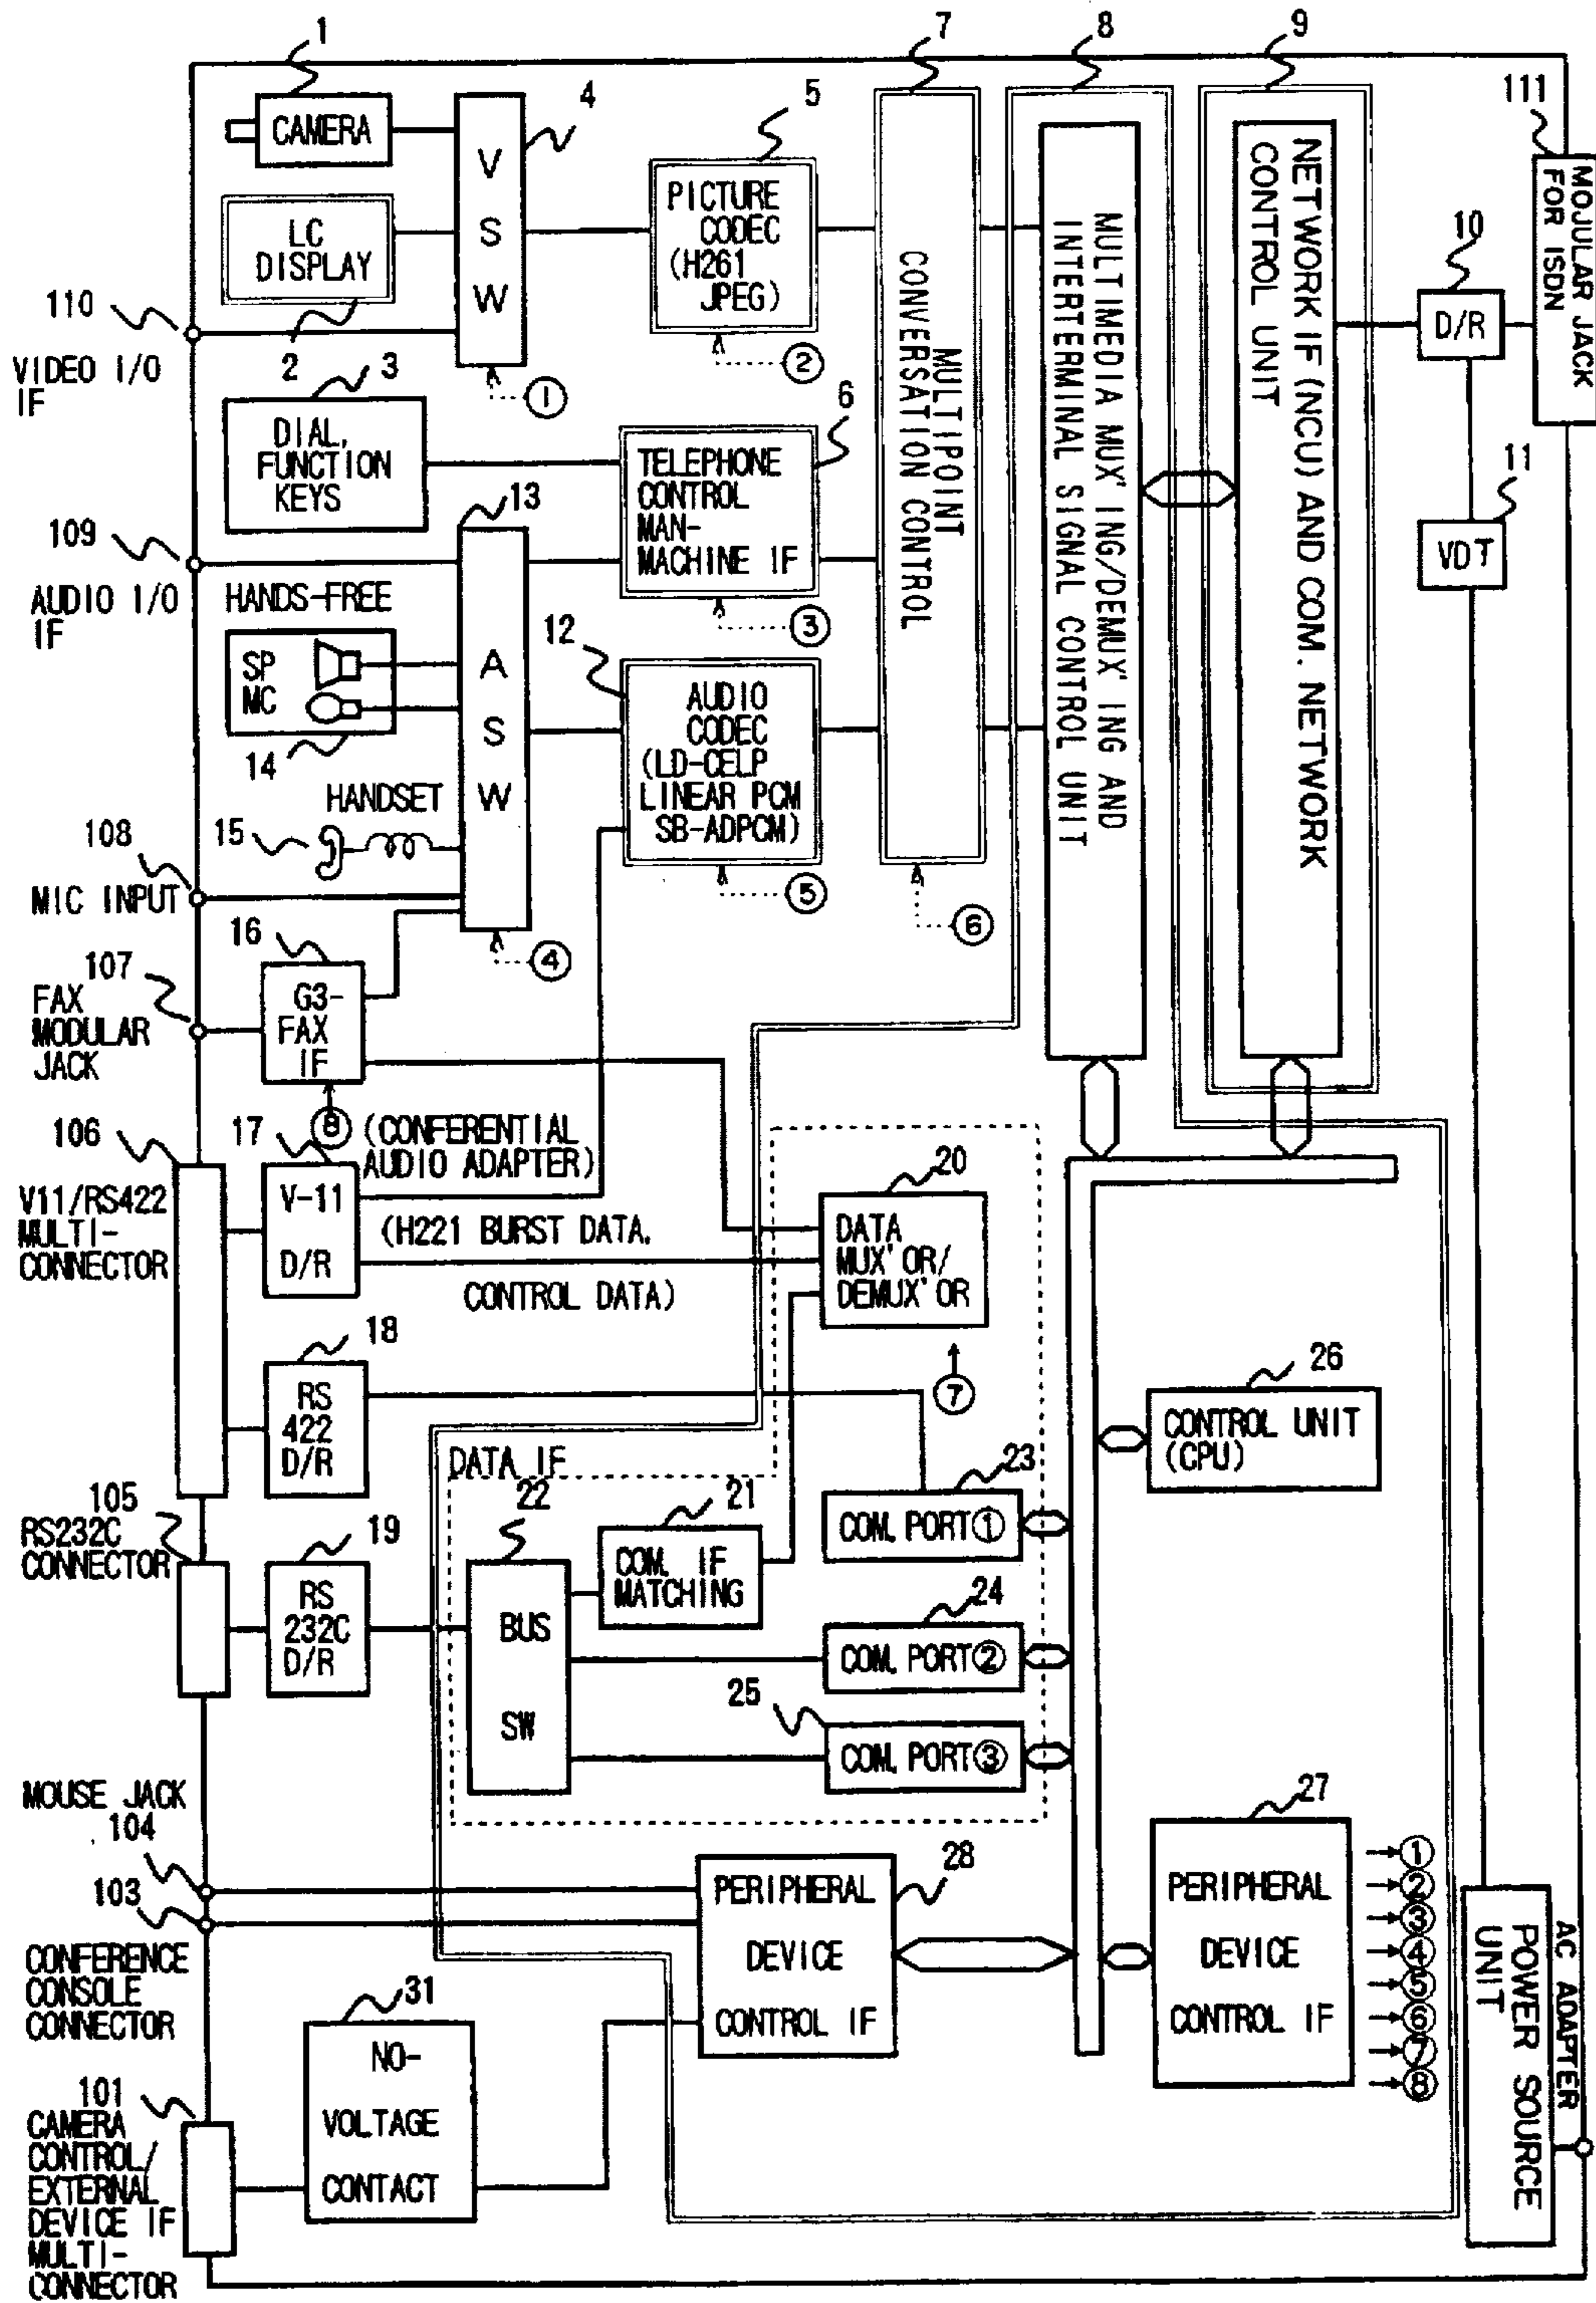 1
CAMERA
4
V
S
W
5
PICTURE
CODEC
(H261
JPEG)
7
8
9
111
MOJULAR JACK
FOR ISDN
LC
DISPLAY
2
110
VIDEO I/O
IF
①
②
3
DIAL,
FUNCTION
KEYS
6
TELEPHONE
CONTROL
MAN-
MACHINE IF
③
MULTIPOINT
CONVERSATION CONTROL
MULTIMEDIA MUX'ING/DEMUX'ING AND
INTERTERMINAL SIGNAL CONTROL UNIT
NETWORK IF (NCU) AND COM. NETWORK
CONTROL UNIT
10
D/R
11
VDT
13
A
S
W
109
AUDIO I/O
IF
HANDS-FREE
SP
MC
14
12
AUDIO
CODEC
(LD-CELP
LINEAR PCM
SB-ADPCM)
⑤
⑥
HANDSET
15
108
MIC INPUT
④
16
G3-
FAX
IF
⑧
107
FAX
MODULAR
JACK
106
V11/RS422
MULTI-
CONNECTOR
17
V-11
D/R
(CONFERENTIAL
AUDIO ADAPTER)
(H221 BURST DATA.
CONTROL DATA)
20
DATA
MUX'OR/
DEMUX'OR
⑦
18
RS
422
D/R
DATA IF
26
CONTROL UNIT
(CPU)
105
RS232C
CONNECTOR
19
RS
232C
D/R
22
BUS
SW
21
COM. IF
MATCHING
23
COM. PORT①
24
COM. PORT②
25
COM. PORT③
MOUSE JACK
104
103
CONFERENCE
CONSOLE
CONNECTOR
28
PERIPHERAL
DEVICE
CONTROL IF
27
PERIPHERAL
DEVICE
CONTROL IF
①
②
③
④
⑤
⑥
⑦
⑧
POWER SOURCE
UNIT
AC ADAPTER
31
NO-
VOLTAGE
CONTACT
101
CAMERA
CONTROL/
EXTERNAL
DEVICE IF
MULTI-
CONNECTOR